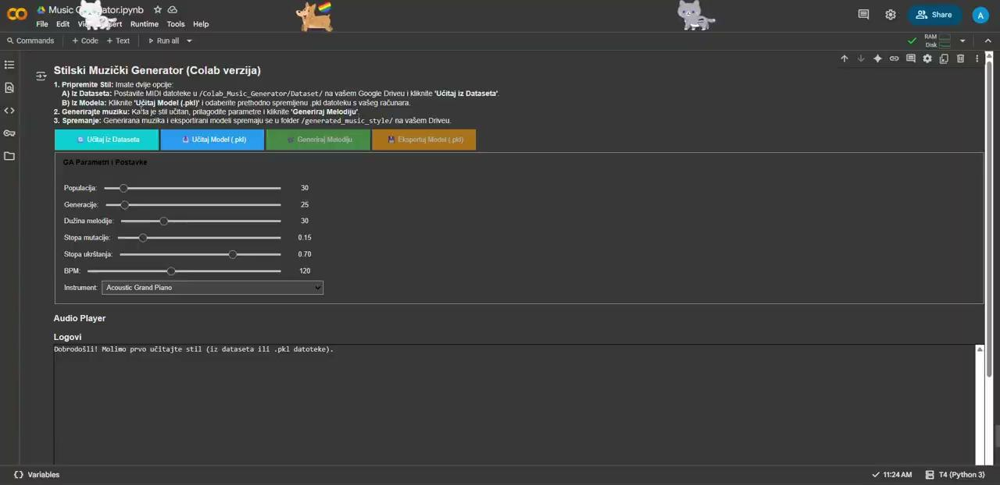 Music
ator.ipynb
File Edit Vi
sert Runtime Tools Help
Share
A
Commands + Code + Text Run all
RAM
Disk
Stilski Muzički Generator (Colab verzija)
1. Pripremite Stil: Imate dvije opcije:
A) Iz Dataseta: Postavite MIDI datoteke u /Colab_Music_Generator/Dataset/ na vašem Google Driveu i kliknite 'Učitaj iz Dataseta'.
B) Iz Modela: Kliknite 'Učitaj Model (.pkl)' i odaberite prethodno spremljenu .pkl datoteku s vašeg računara.
2. Generirajte muziku: Kada je stil učitan, prilagodite parametre i kliknite 'Generiraj Melodiju'.
3. Spremanje: Generirana muzika i eksportirani modeli spremaju se u folder /generated_music_style/ na vašem Driveu.
Učitaj iz Dataseta Učitaj Model (.pkl) Generiraj Melodiju Eksportuj Model (.pkl)
GA Parametri i Postavke
Populacija: 30
Generacije: 25
Dužina melodije: 30
Stopa mutacije: 0.15
Stopa ukrštanja: 0.70
BPM: 120
Instrument: Acoustic Grand Piano
Audio Player
Logovi
Dobrodošli! Molimo prvo učitajte stil (iz dataseta ili .pkl datoteke).
{} Variables 11:24 AM T4 (Python 3)